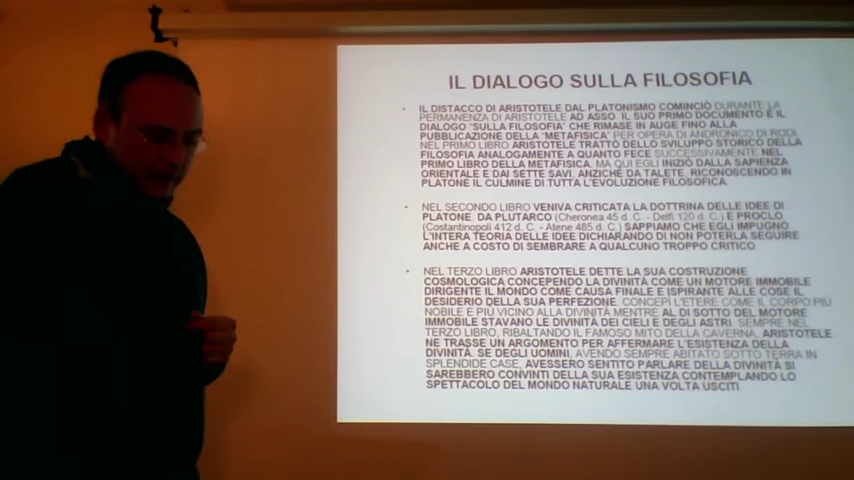 IL DIALOGO SULLA FILOSOFIA
IL DISTACCO DI ARISTOTELE DAL PLATONISMO COMINCIÒ DURANTE LA
PERMANENZA DI ARISTOTELE AD ASSO. IL SUO PRIMO DOCUMENTO È IL
DIALOGO "SULLA FILOSOFIA" CHE RIMASE IN AUGE FINO ALLA
PUBBLICAZIONE DELLA "METAFISICA" PER OPERA DI ANDRONICO DI RODI.
NEL PRIMO LIBRO ARISTOTELE TRATTÒ DELLO SVILUPPO STORICO DELLA
FILOSOFIA ANALOGAMENTE A QUANTO FECE SUCCESSIVAMENTE NEL
PRIMO LIBRO DELLA METAFISICA. MA QUI EGLI INIZIÒ DALLA SAPIENZA
ORIENTALE E DAI SETTE SAVI, ANZICHÉ DA TALETE, RICONOSCENDO IN
PLATONE IL CULMINE DI TUTTA L'EVOLUZIONE FILOSOFICA.
NEL SECONDO LIBRO VENIVA CRITICATA LA DOTTRINA DELLE IDEE DI
PLATONE. DA PLUTARCO (Cheronea 45 d.C. - Delfi 120 d.C.) E PROCLO
(Costantinopoli 412 d.C. - Atene 485 d.C.) SAPPIAMO CHE EGLI IMPUGNÒ
L'INTERA TEORIA DELLE IDEE DICHIARANDO DI NON POTERLA SEGUIRE
ANCHE A COSTO DI SEMBRARE A QUALCUNO TROPPO CRITICO.
NEL TERZO LIBRO ARISTOTELE DETTE LA SUA COSTRUZIONE
COSMOLOGICA CONCEPENDO LA DIVINITÀ COME UN MOTORE IMMOBILE
DIRIGENTE IL MONDO COME CAUSA FINALE E ISPIRANTE ALLE COSE IL
DESIDERIO DELLA SUA PERFEZIONE. CONCEPÌ L'ETERE COME IL CORPO PIÙ
NOBILE E PIÙ VICINO ALLA DIVINITÀ MENTRE AL DI SOTTO DEL MOTORE
IMMOBILE STAVANO LE DIVINITÀ DEI CIELI E DEGLI ASTRI. SEMPRE NEL
TERZO LIBRO, RIBALTANDO IL FAMOSO MITO DELLA CAVERNA, ARISTOTELE
NE TRASSE UN ARGOMENTO PER AFFERMARE L'ESISTENZA DELLA
DIVINITÀ. SE DEGLI UOMINI, AVENDO SEMPRE ABITATO SOTTO TERRA IN
SPLENDIDE CASE, AVESSERO SENTITO PARLARE DELLA DIVINITÀ SI
SAREBBERO CONVINTI DELLA SUA ESISTENZA CONTEMPLANDO LO
SPETTACOLO DEL MONDO NATURALE UNA VOLTA USCITI